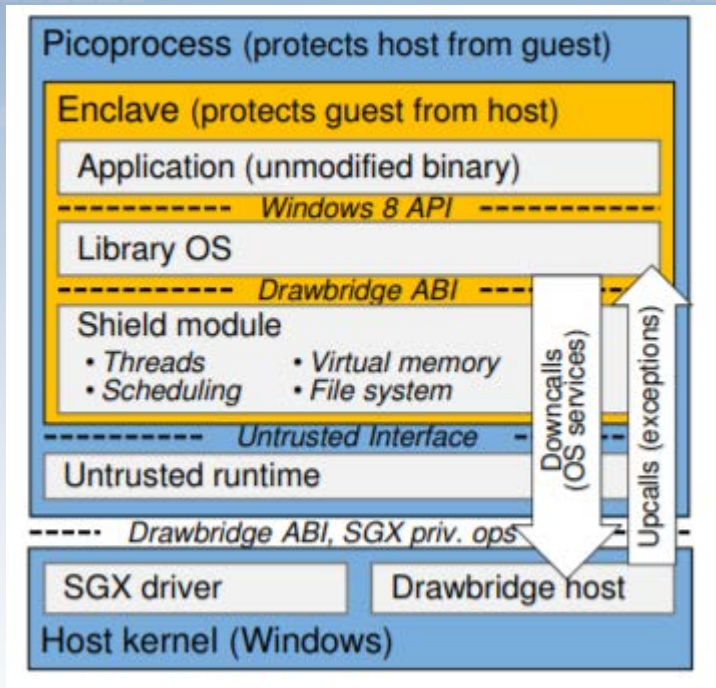 Picoprocess (protects host from guest)
Enclave (protects guest from host)
Application (unmodified binary)
Windows 8 API
Library OS
Drawbridge ABI
Shield module
• Threads • Virtual memory
• Scheduling • File system
Untrusted Interface
Untrusted runtime
Downcalls
(OS services)
Upcalls (exceptions)
Drawbridge ABI, SGX priv. ops
SGX driver
Drawbridge host
Host kernel (Windows)